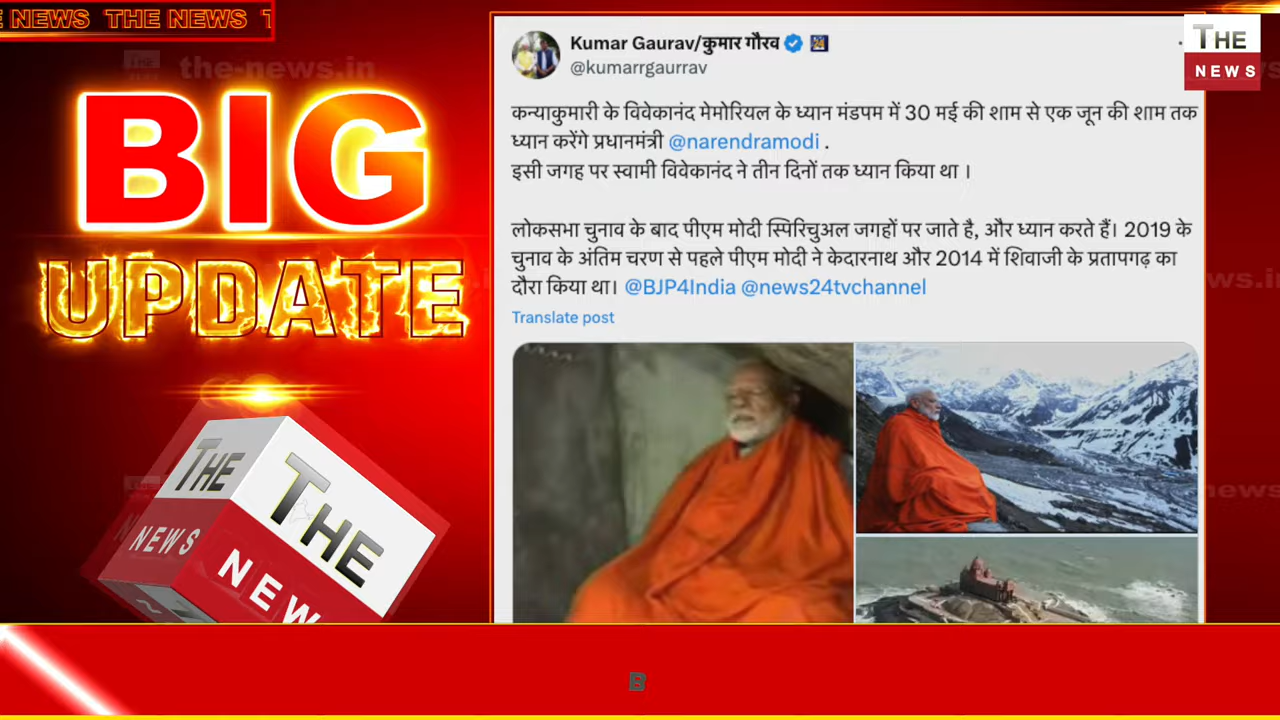 E NEWS THE NEWS T
the-news.in
BIG
UPDATE
THE
NEWS
THE
NEW
THE
NEWS
Kumar Gaurav/कुमार गौरव
@kumarrgaurrav
कन्याकुमारी के विवेकानंद मेमोरियल के ध्यान मंडपम में 30 मई की शाम से एक जून की शाम तक
ध्यान करेंगे प्रधानमंत्री @narendramodi .
इसी जगह पर स्वामी विवेकानंद ने तीन दिनों तक ध्यान किया था ।
लोकसभा चुनाव के बाद पीएम मोदी स्पिरिचुअल जगहों पर जाते है, और ध्यान करते हैं। 2019 के
चुनाव के अंतिम चरण से पहले पीएम मोदी ने केदारनाथ और 2014 में शिवाजी के प्रतापगढ़ का
दौरा किया था। @BJP4India @news24tvchannel
Translate post
B